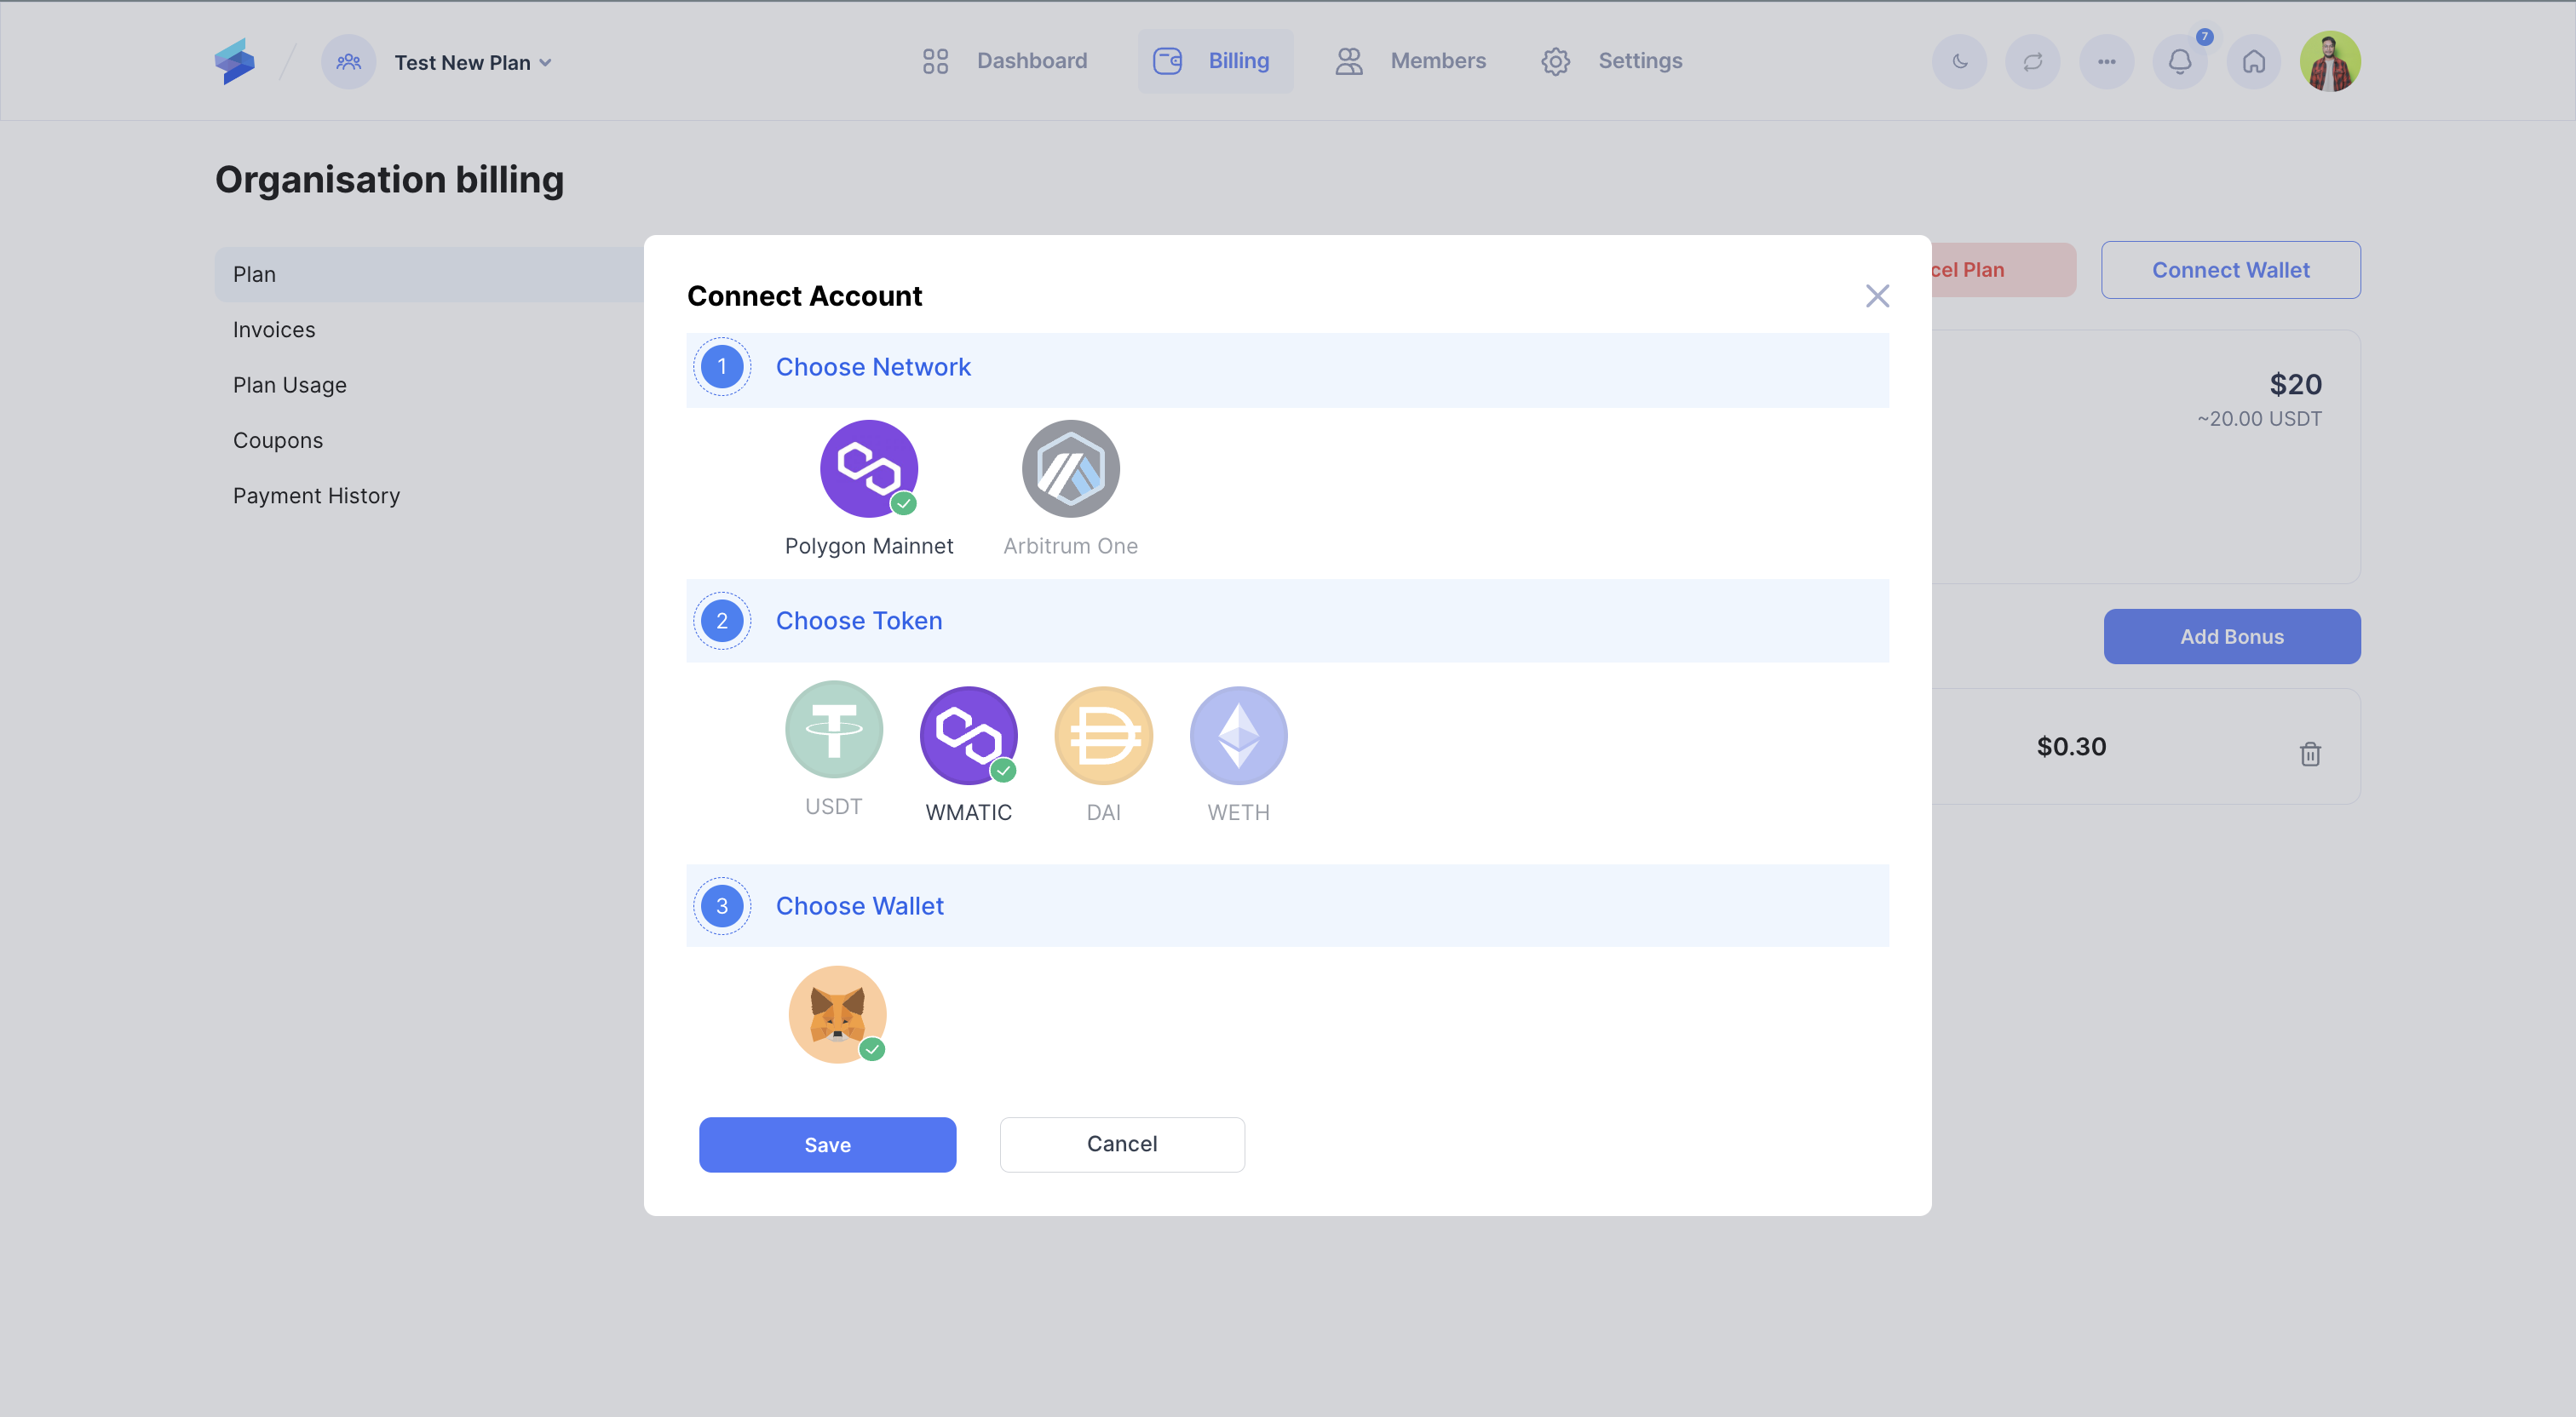 Test New Plan
Dashboard
Billing
Members
Settings
7
Organisation billing
Plan
Invoices
Plan Usage
Coupons
Payment History
cel Plan
Connect Wallet
$20
~20.00 USDT
Add Bonus
$0.30
Connect Account
1 Choose Network
Polygon Mainnet
Arbitrum One
2 Choose Token
USDT
WMATIC
DAI
WETH
3 Choose Wallet
Save
Cancel